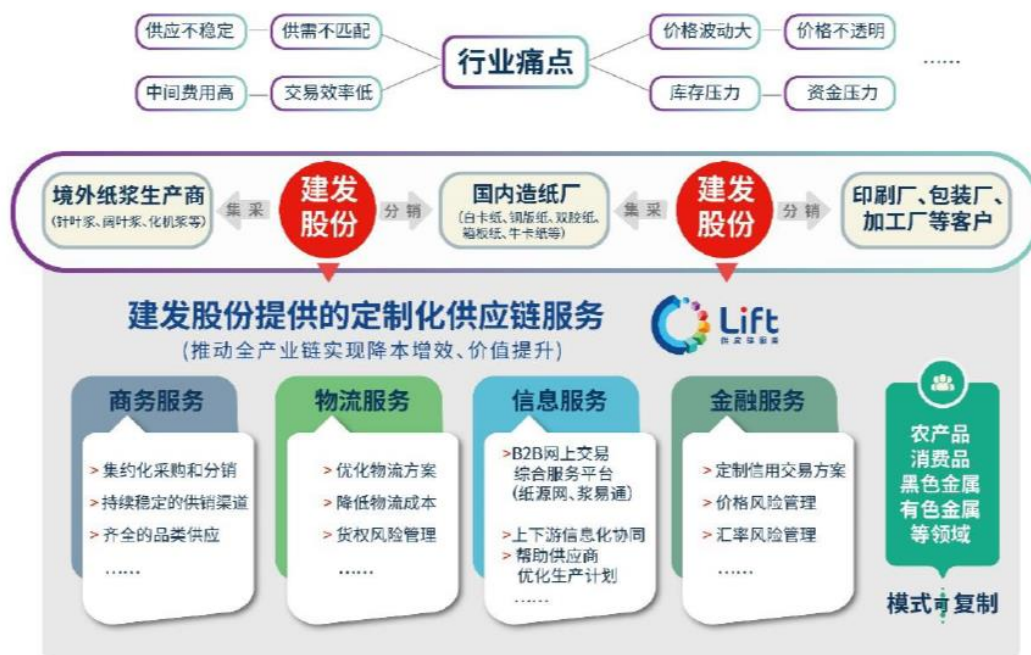 供应不稳定 供需不匹配 行业痛点 价格波动大 价格不透明
……
中间费用高 交易效率低 库存压力 资金压力
境外纸浆生产商
(针叶浆、阔叶浆、化机浆等)
集采
建发
股份
分销
国内造纸厂
(白卡纸、铜版纸、双胶纸、
箱板纸、牛卡纸等)
集采
建发
股份
分销
印刷厂、包装厂、
加工厂等客户
建发股份提供的定制化供应链服务
(推动全产业链实现降本增效、价值提升)
Lift
供应链服务
商务服务
>集约化采购和分销
>持续稳定的供销渠道
>齐全的品类供应
……
物流服务
>优化物流方案
>降低物流成本
>货权风险管理
……
信息服务
>B2B网上交易
综合服务平台
(纸源网、浆易通)
>上下游信息化协同
>帮助供应商
优化生产计划
……
金融服务
>定制信用交易方案
>价格风险管理
>汇率风险管理
……
农产品
消费品
黑色金属
有色金属
等领域
模式可复制